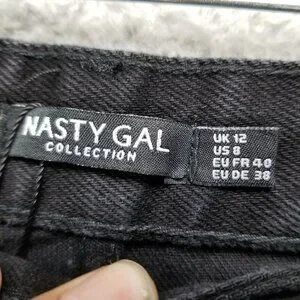 NASTY GAL
COLLECTION
UK 12
US 8
EU FR 40
EU DE 38